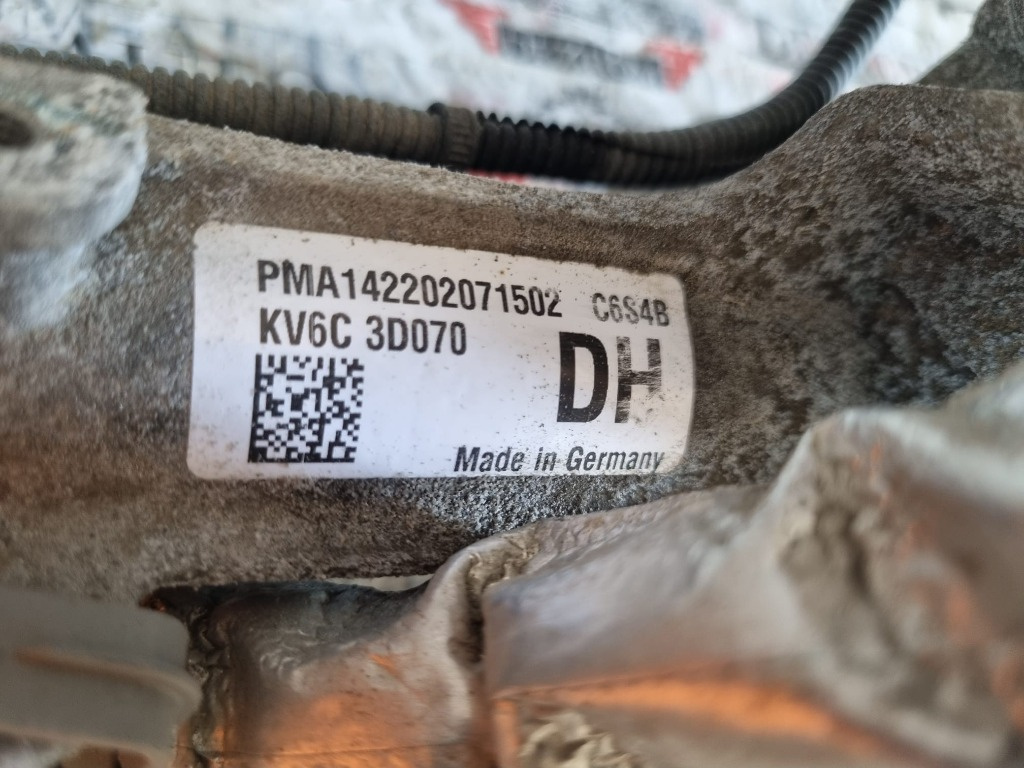 PMA142202071502 C6S4B
KV6C 3D070
DH
Made in Germany